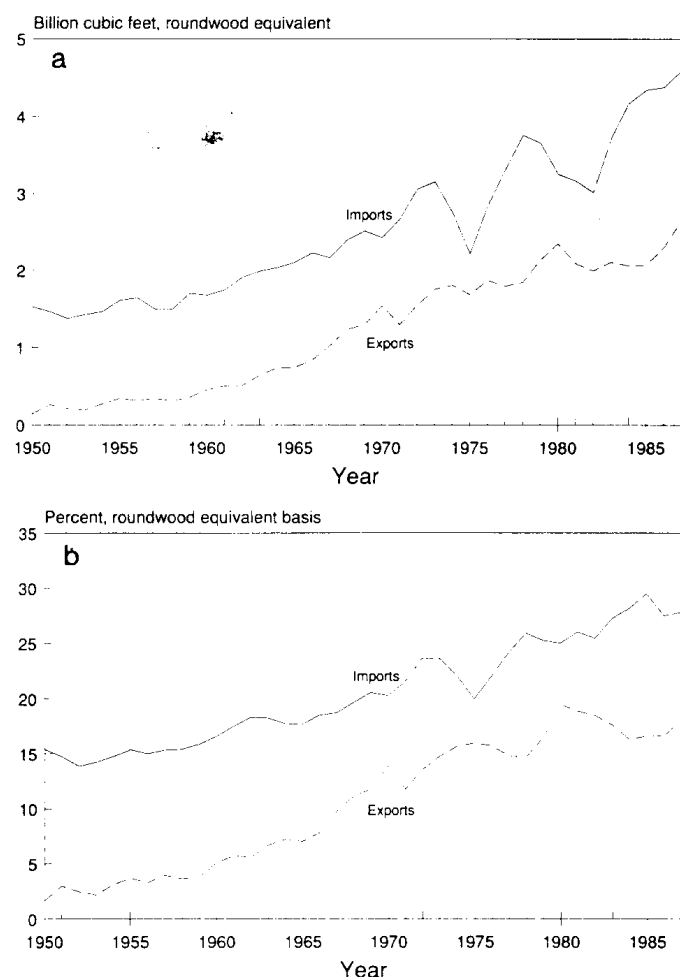 Billion cubic feet, roundwood equivalent
5
a
4
3
Imports
2
1
Exports
0
1950 1955 1960 1965 1970 1975 1980 1985
Year
Percent, roundwood equivalent basis
35
b
30
25
Imports
20
15
10
Exports
5
0
1950 1955 1960 1965 1970 1975 1980 1985
Year